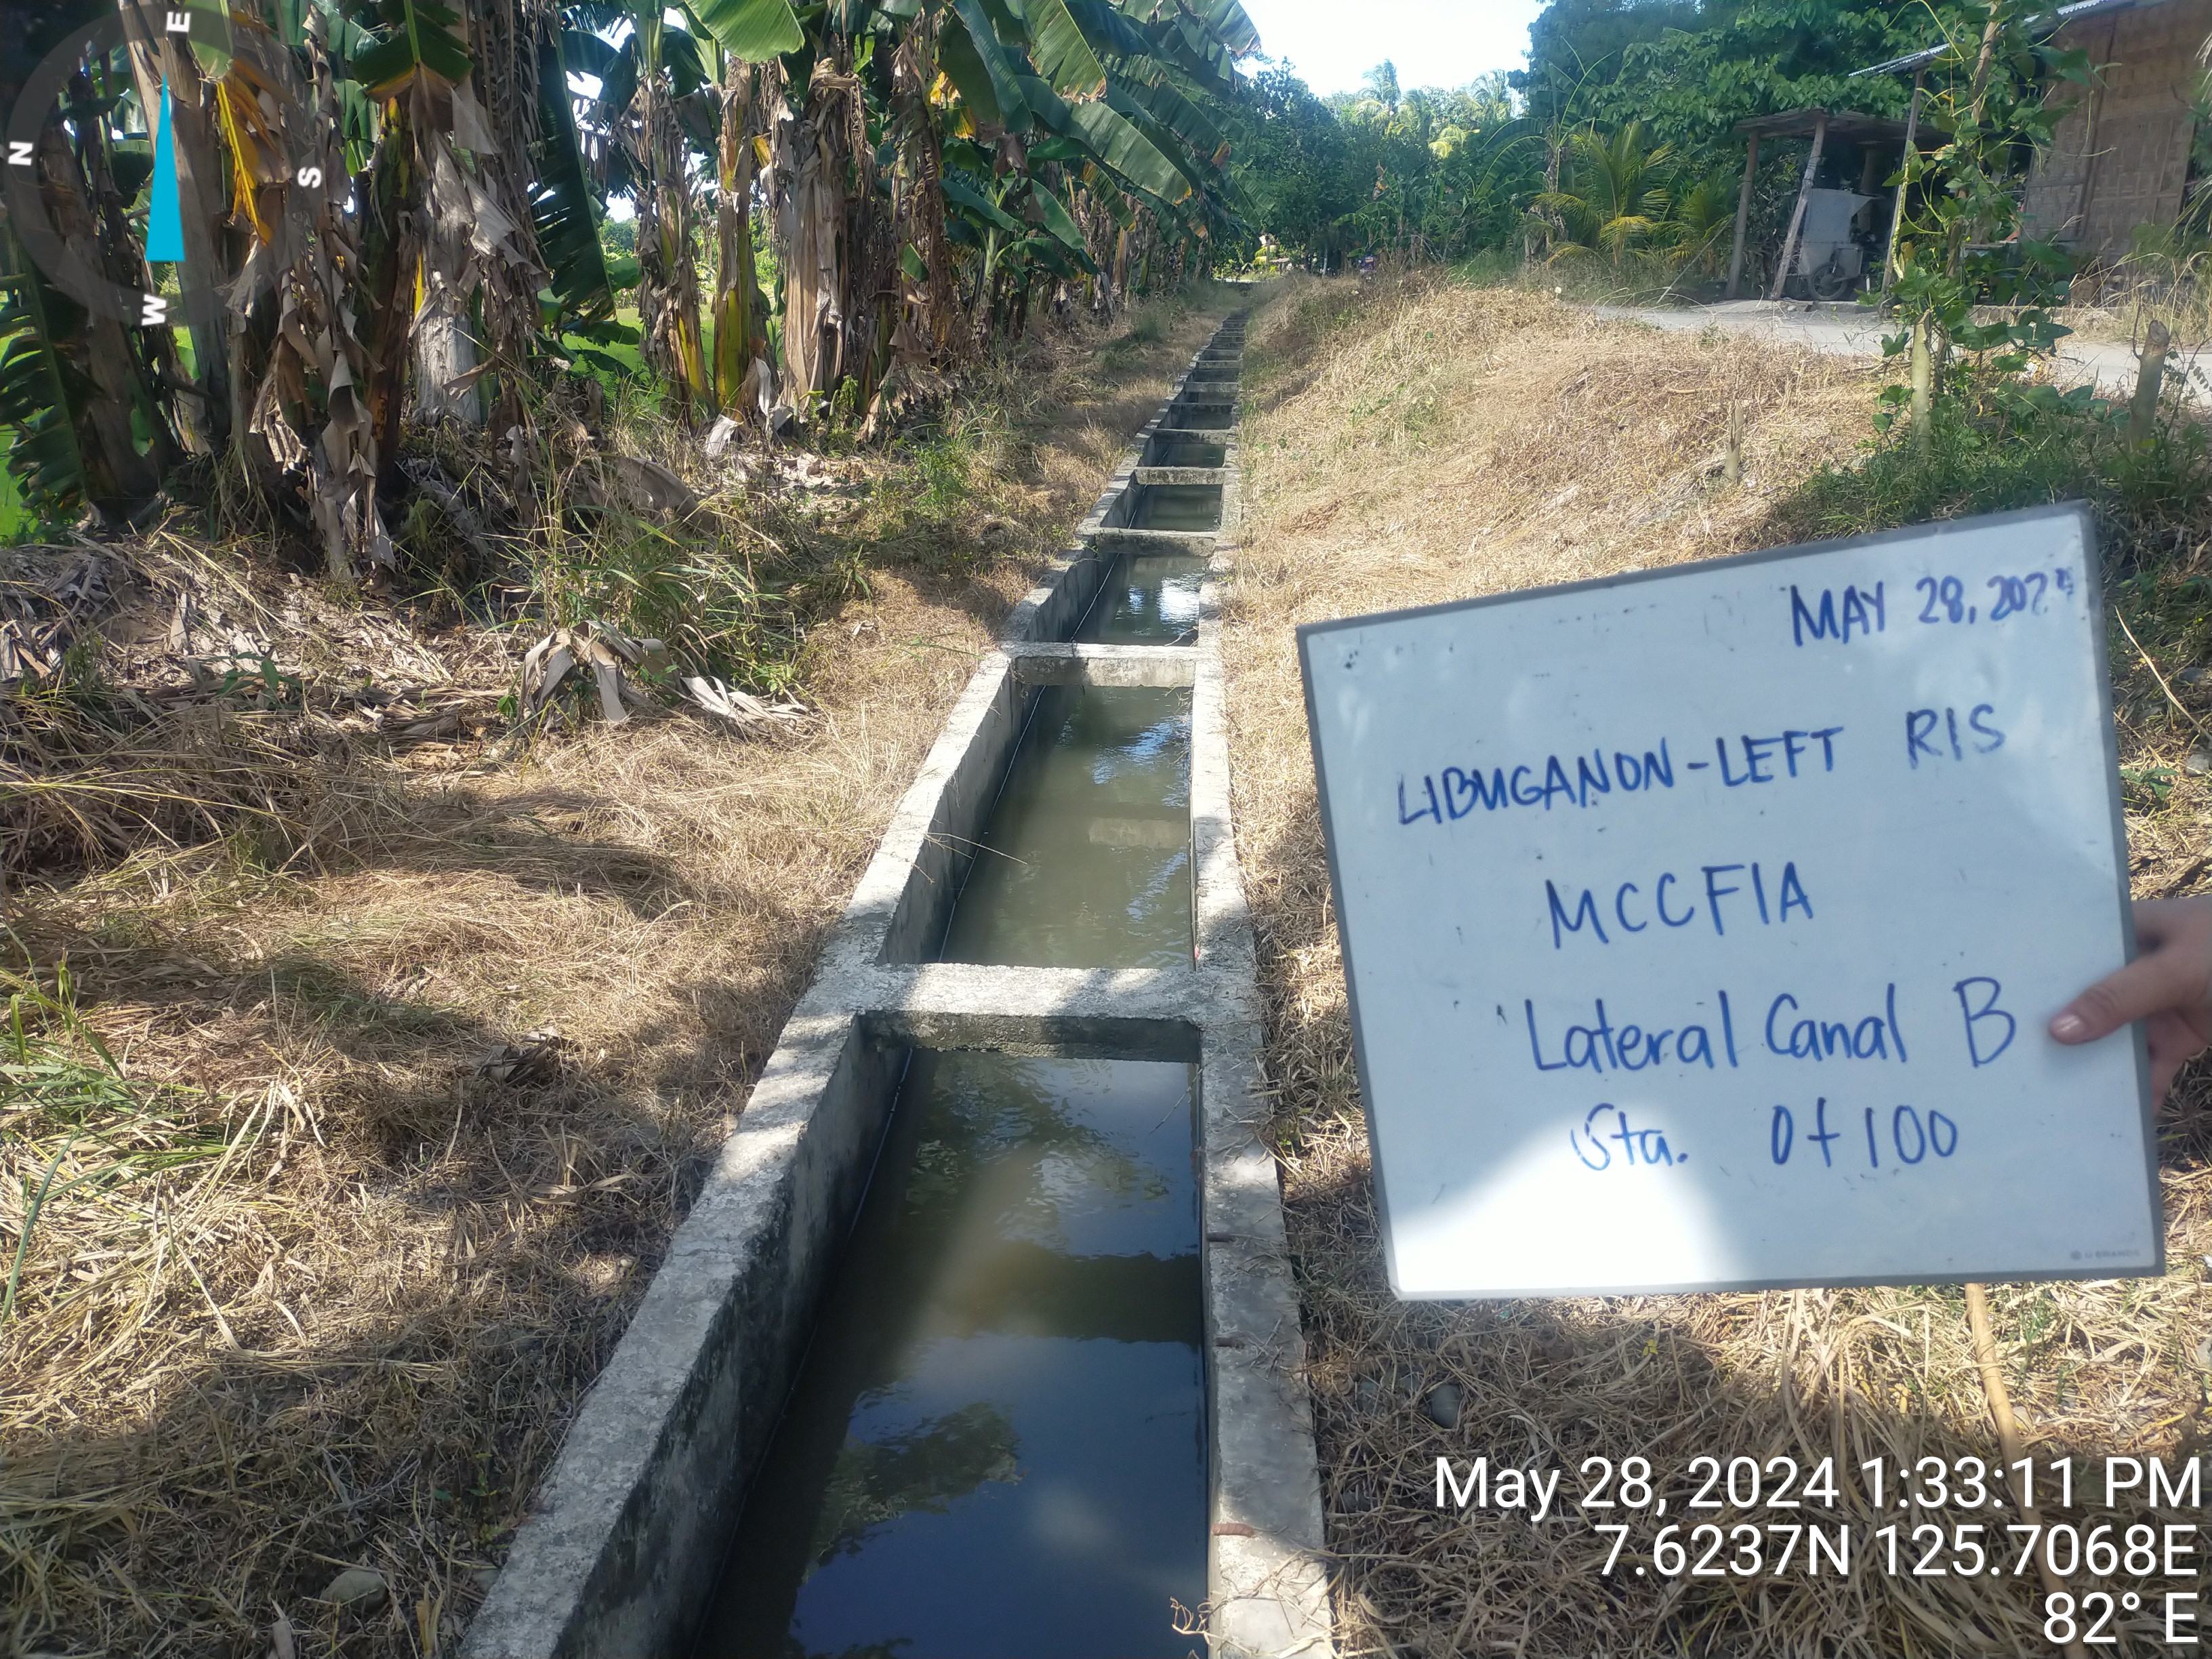 E
N
S
W
MAY 28, 2024
LIBUGANON-LEFT RIS
MCCFIA
Lateral Canal B
Sta. 0+100
May 28, 2024 1:33:11 PM
7.6237N 125.7068E
82° E